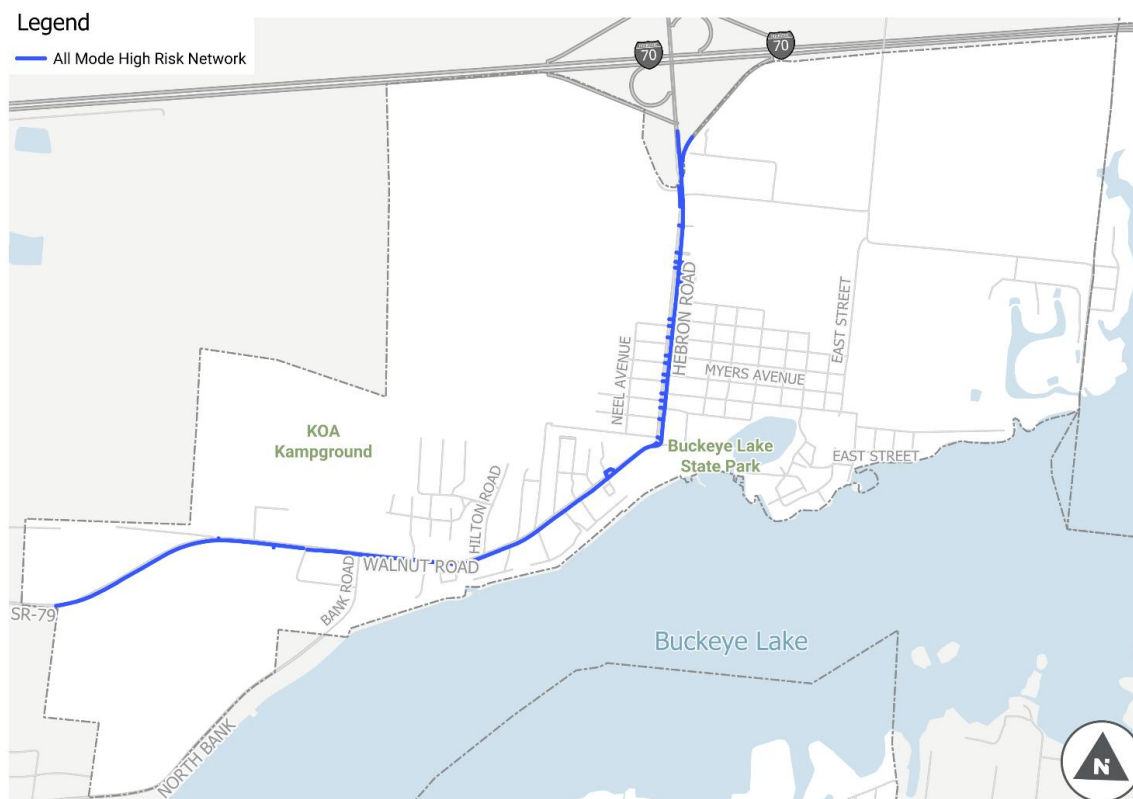 Legend
All Mode High Risk Network
70
70
HEBRON ROAD
EAST STREET
NEEL AVENUE
MYERS AVENUE
KOA
Kampground
Buckeye Lake
State Park
EAST STREET
HILTON ROAD
WALNUT ROAD
BANK ROAD
SR-79
Buckeye Lake
NORTH BANK
N